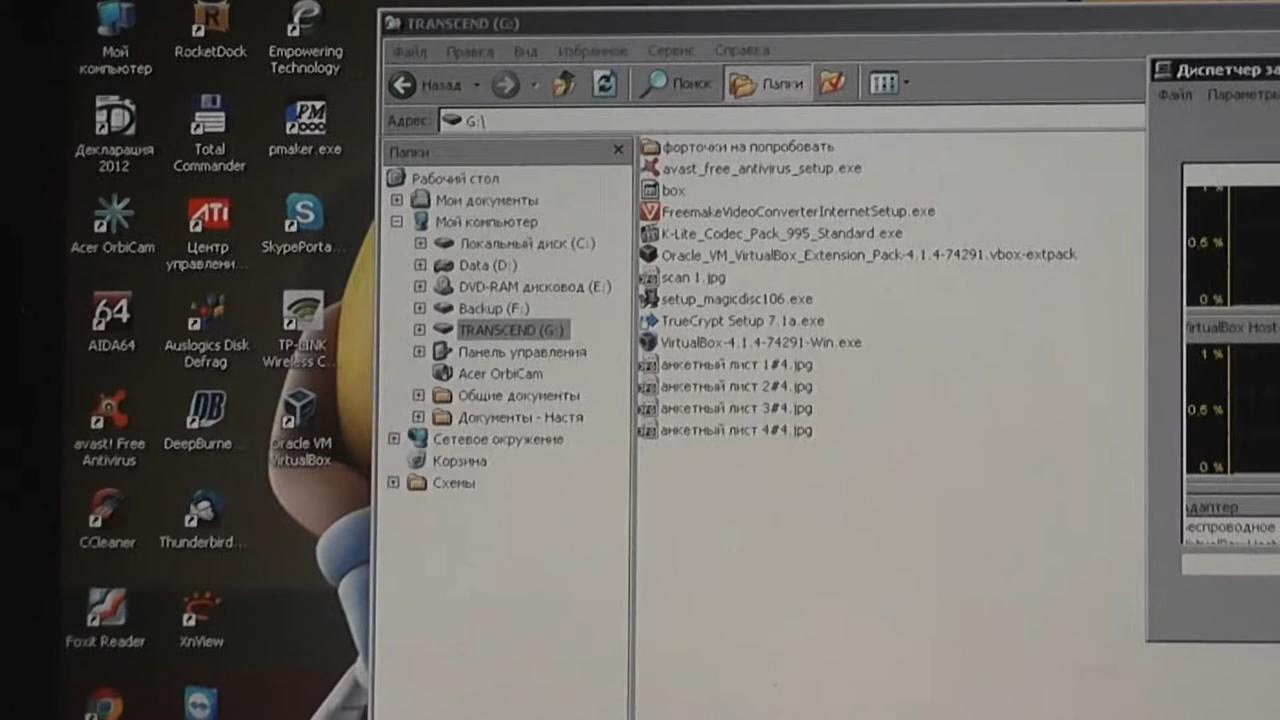 Мой
компьютер
RocketDock
Empowering
Technology
Декларация
2012
Total
Commander
PM
pmaker.exe
Acer OrbiCam
ATI
Центр
управлени...
S
SkypePorta...
64
AIDA64
Auslogics Disk
Defrag
TP-LINK
Wireless C...
avast! Free
Antivirus
DB
DeepBurne...
Oracle VM
VirtualBox
CCleaner
Thunderbird...
Foxit Reader
XnView
TRANSCEND (G:)
Файл Правка Вид Избранное Сервис Справка
Назад Поиск Папки
Адрес: G:\
Папки
Рабочий стол
Мои документы
Мой компьютер
Локальный диск (C:)
Data (D:)
DVD-RAM дисковод (E:)
Backup (F:)
TRANSCEND (G:)
Панель управления
Acer OrbiCam
Общие документы
Документы - Настя
Сетевое окружение
Корзина
Схемы
форточки на попробовать
avast_free_antivirus_setup.exe
box
FreemakeVideoConverterInternetSetup.exe
K-Lite_Codec_Pack_995_Standard.exe
Oracle_VM_VirtualBox_Extension_Pack-4.1.4-74291.vbox-extpack
scan 1.jpg
setup_magicdisc106.exe
TrueCrypt Setup 7.1a.exe
VirtualBox-4.1.4-74291-Win.exe
анкетный лист 1#4.jpg
анкетный лист 2#4.jpg
анкетный лист 3#4.jpg
анкетный лист 4#4.jpg
Диспетчер за
Файл Параметры
1 %
0,5 %
0 %
VirtualBox Host
1 %
0,5 %
0 %
Адаптер
Беспроводное